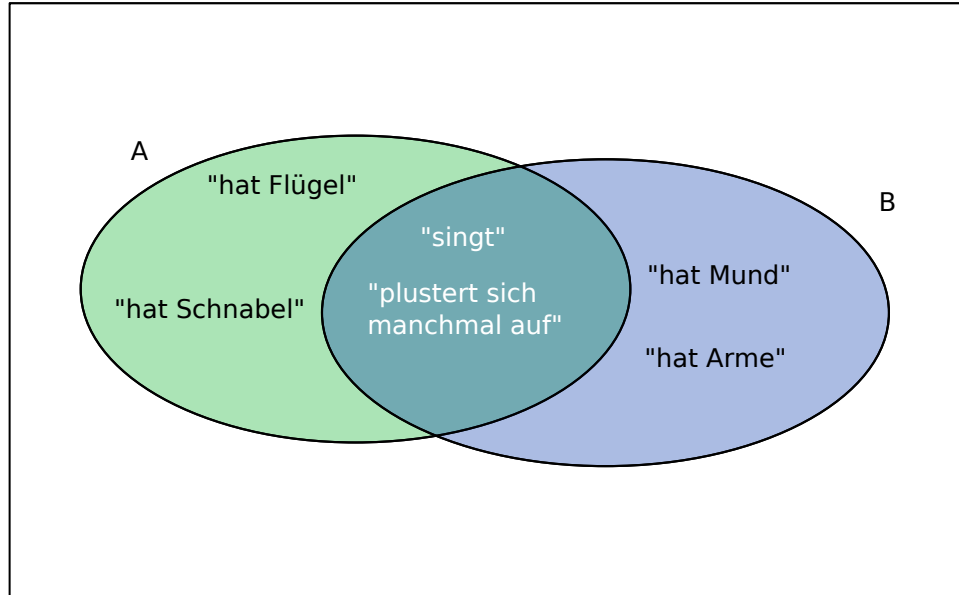 A
"hat Flügel"
B
"singt"
"hat Mund"
"plustert sich
manchmal auf"
"hat Schnabel"
"hat Arme"